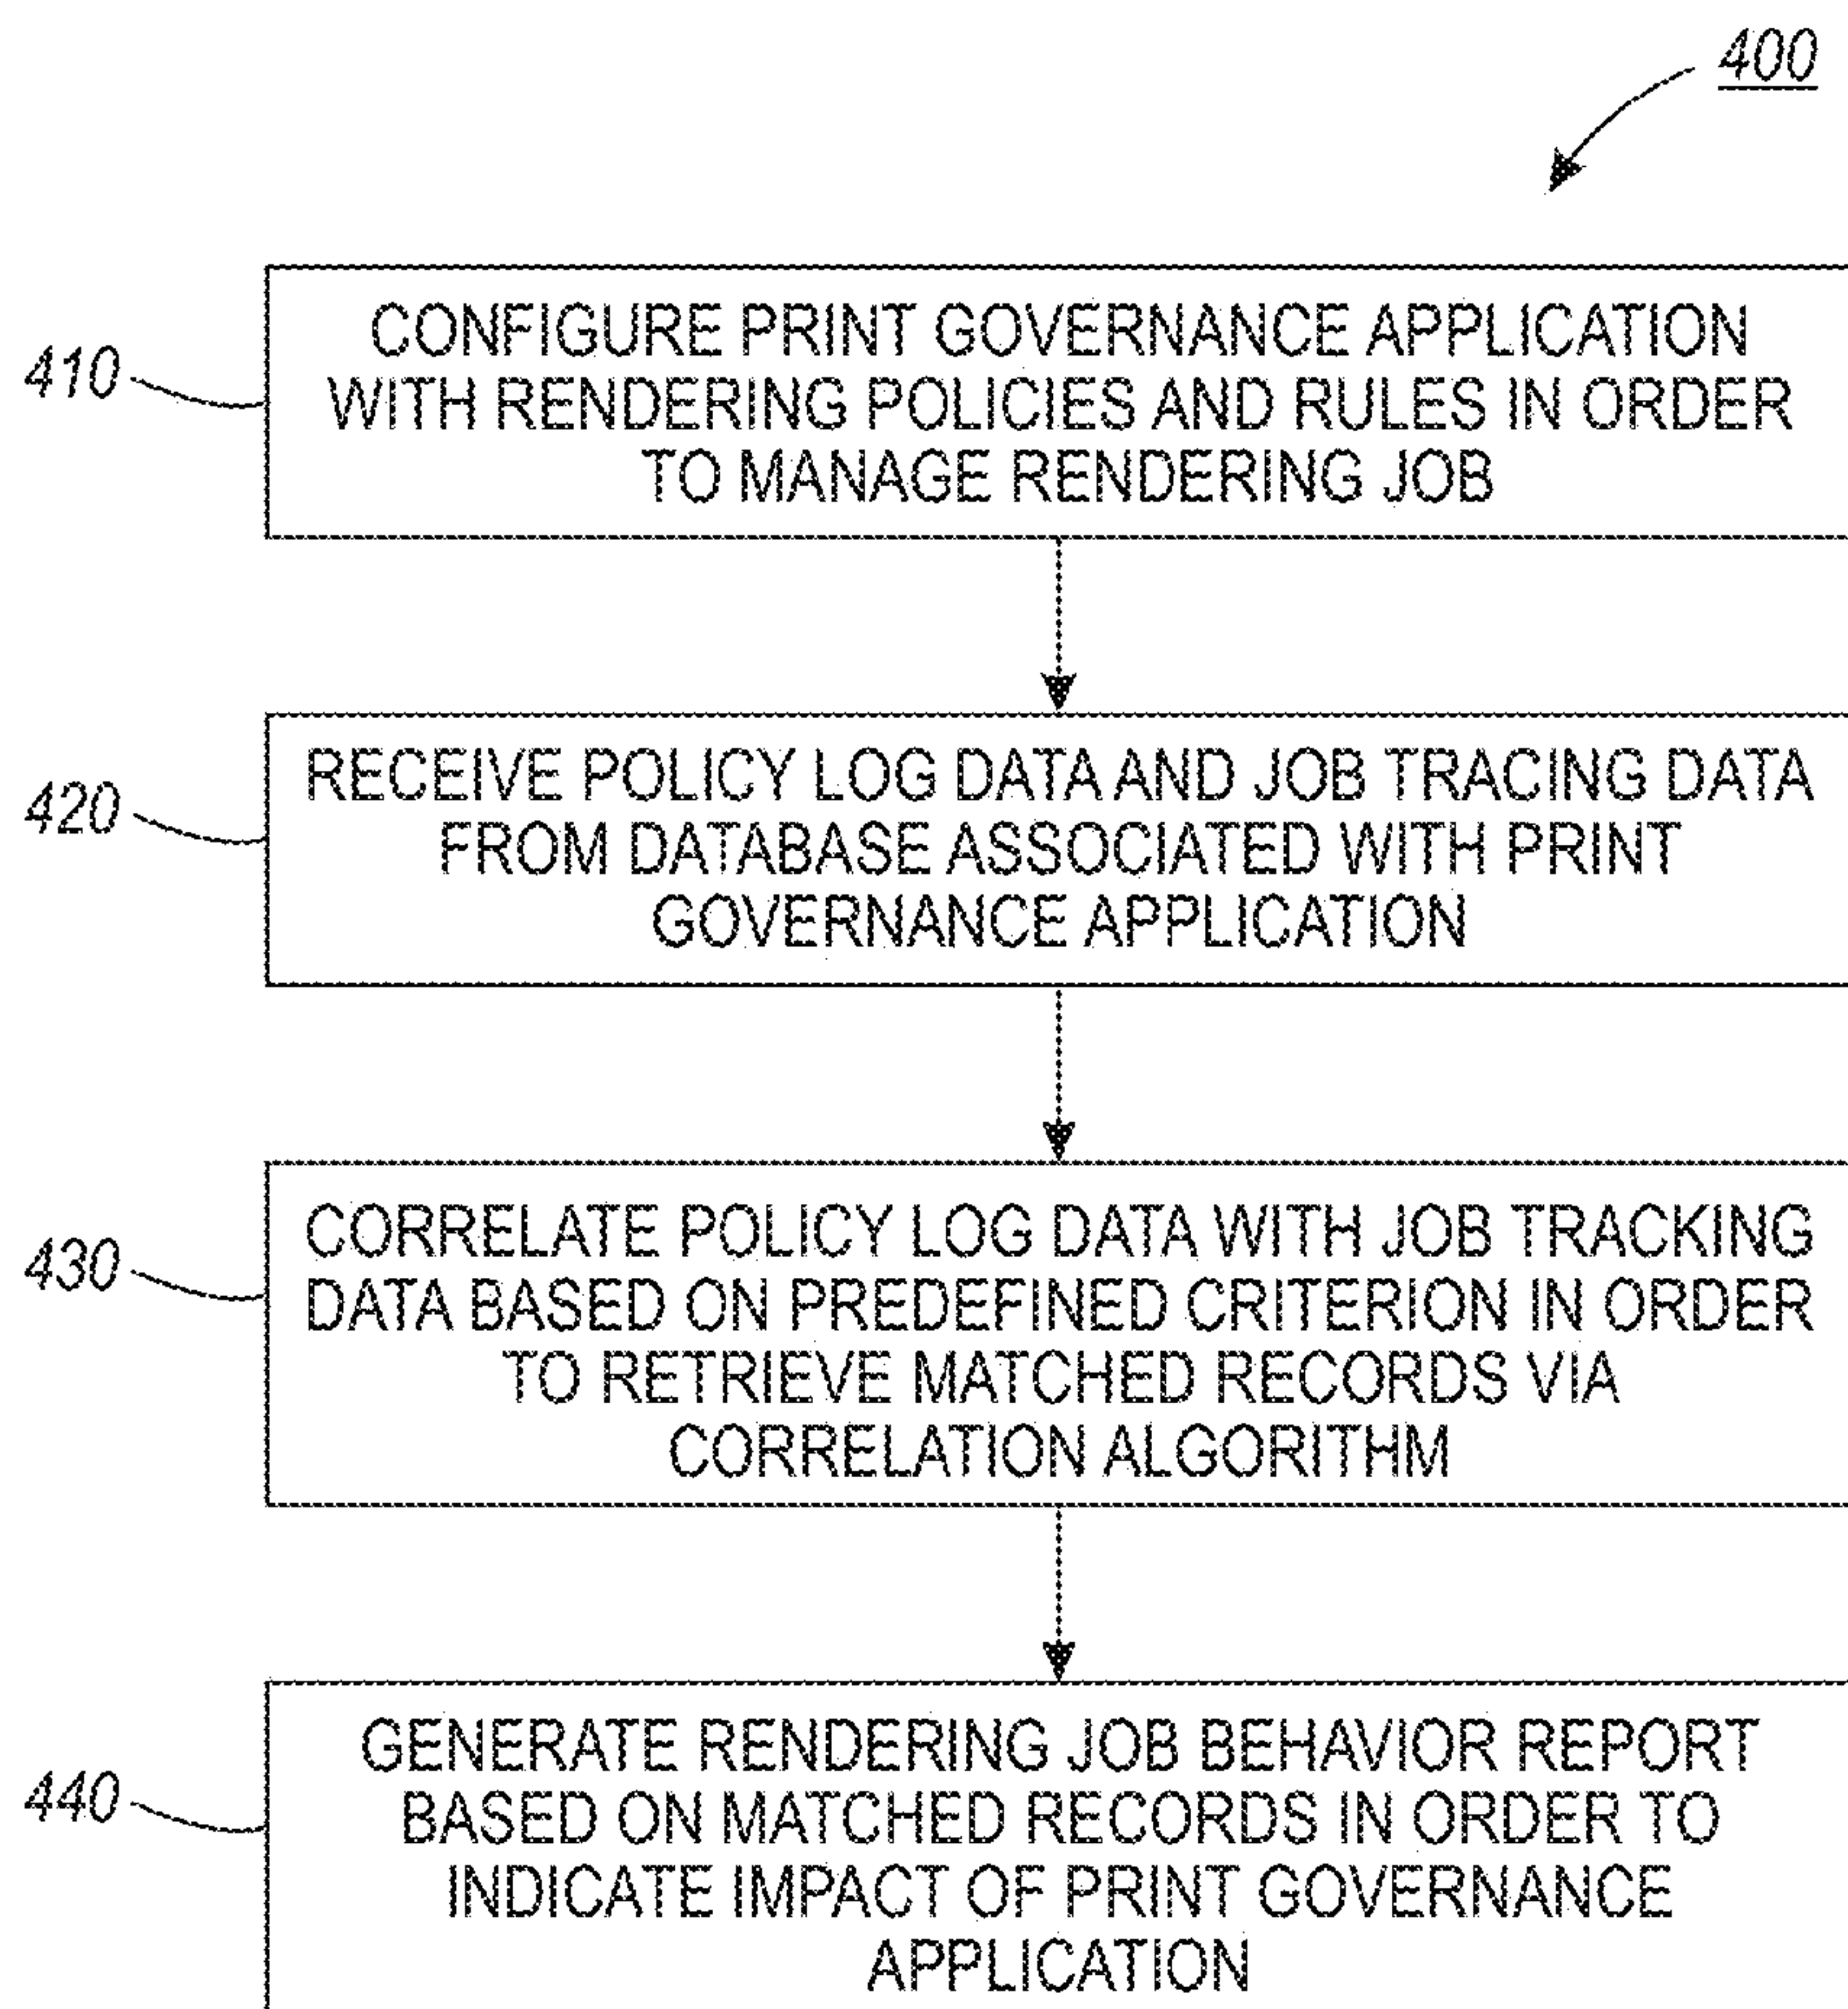 400
410
CONFIGURE PRINT GOVERNANCE APPLICATION
WITH RENDERING POLICIES AND RULES IN ORDER
TO MANAGE RENDERING JOB
420
RECEIVE POLICY LOG DATA AND JOB TRACING DATA
FROM DATABASE ASSOCIATED WITH PRINT
GOVERNANCE APPLICATION
430
CORRELATE POLICY LOG DATA WITH JOB TRACKING
DATA BASED ON PREDEFINED CRITERION IN ORDER
TO RETRIEVE MATCHED RECORDS VIA
CORRELATION ALGORITHM
440
GENERATE RENDERING JOB BEHAVIOR REPORT
BASED ON MATCHED RECORDS IN ORDER TO
INDICATE IMPACT OF PRINT GOVERNANCE
APPLICATION